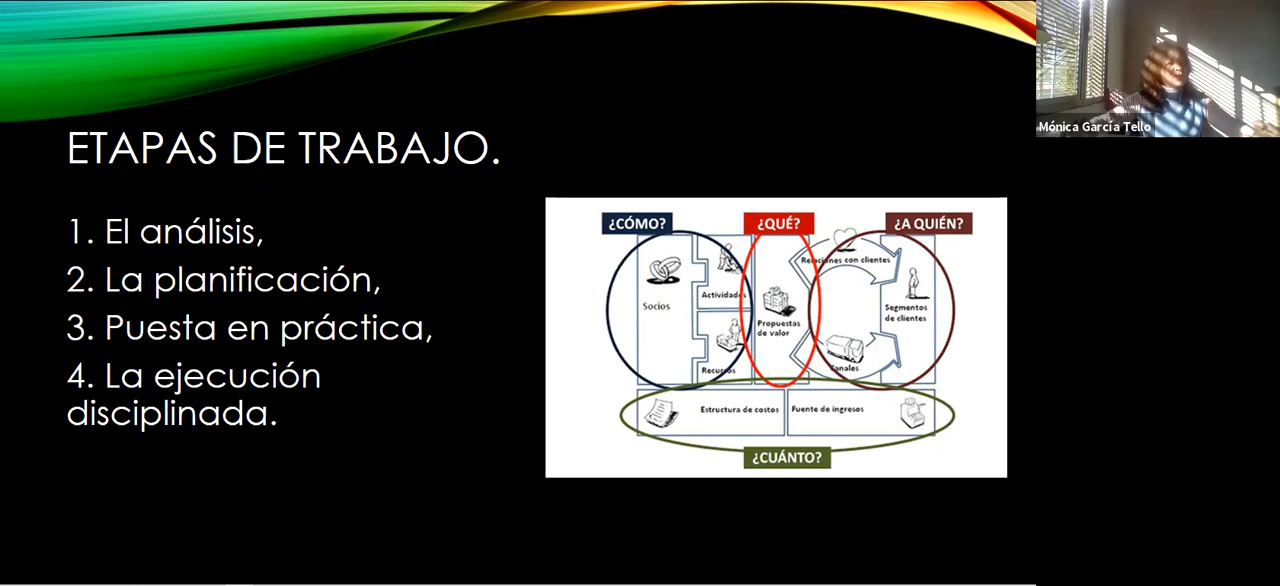 Mónica García Tello
ETAPAS DE TRABAJO.
1. El análisis,
2. La planificación,
3. Puesta en práctica,
4. La ejecución
disciplinada.
¿CÓMO?
¿QUÉ?
¿A QUIÉN?
Socios
Actividades
Recursos
Propuestas
de valor
Relaciones con clientes
Canales
Segmentos
de clientes
Estructura de costos
Fuente de ingresos
¿CUÁNTO?